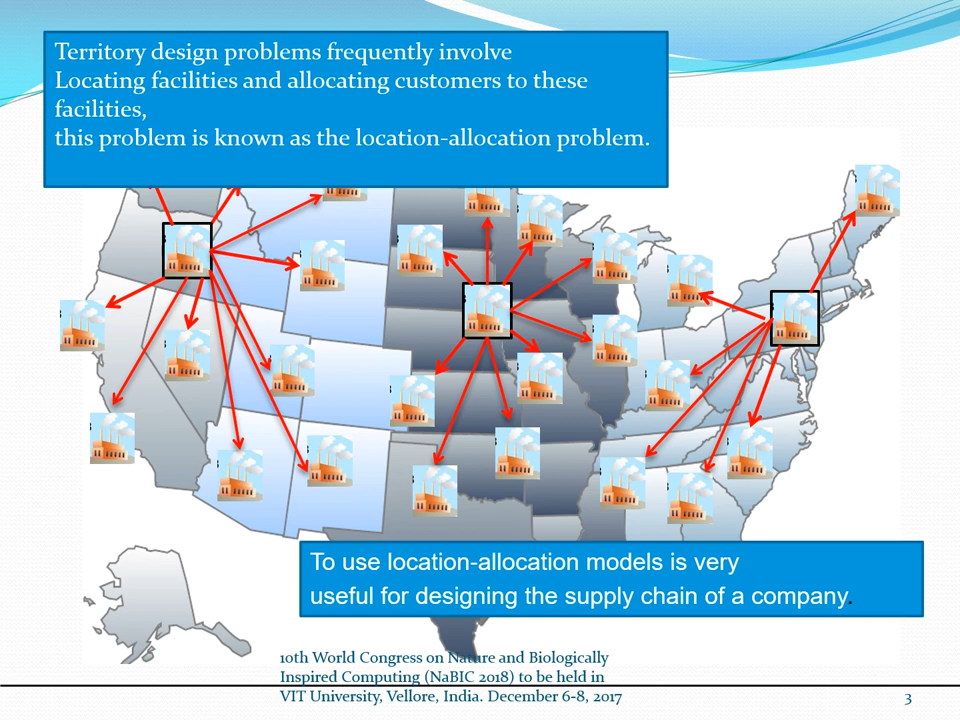 Territory design problems frequently involve
Locating facilities and allocating customers to these
facilities,
this problem is known as the location-allocation problem.
To use location-allocation models is very
useful for designing the supply chain of a company.
10th World Congress on Nature and Biologically
Inspired Computing (NaBIC 2018) to be held in
VIT University, Vellore, India. December 6-8, 2017
3